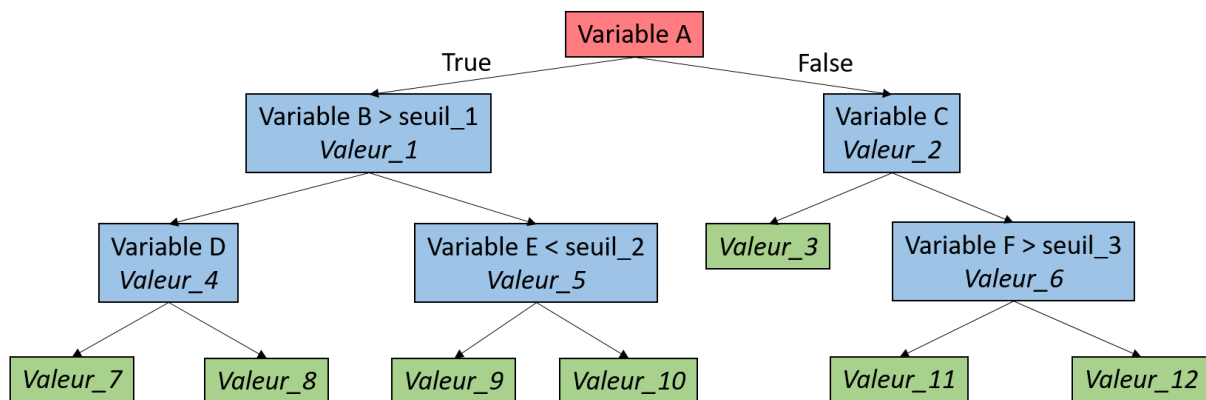 Variable A
True
False
Variable B > seuil_1
Valeur_1
Variable C
Valeur_2
Variable D
Valeur_4
Variable E < seuil_2
Valeur_5
Valeur_3
Variable F > seuil_3
Valeur_6
Valeur_7
Valeur_8
Valeur_9
Valeur_10
Valeur_11
Valeur_12